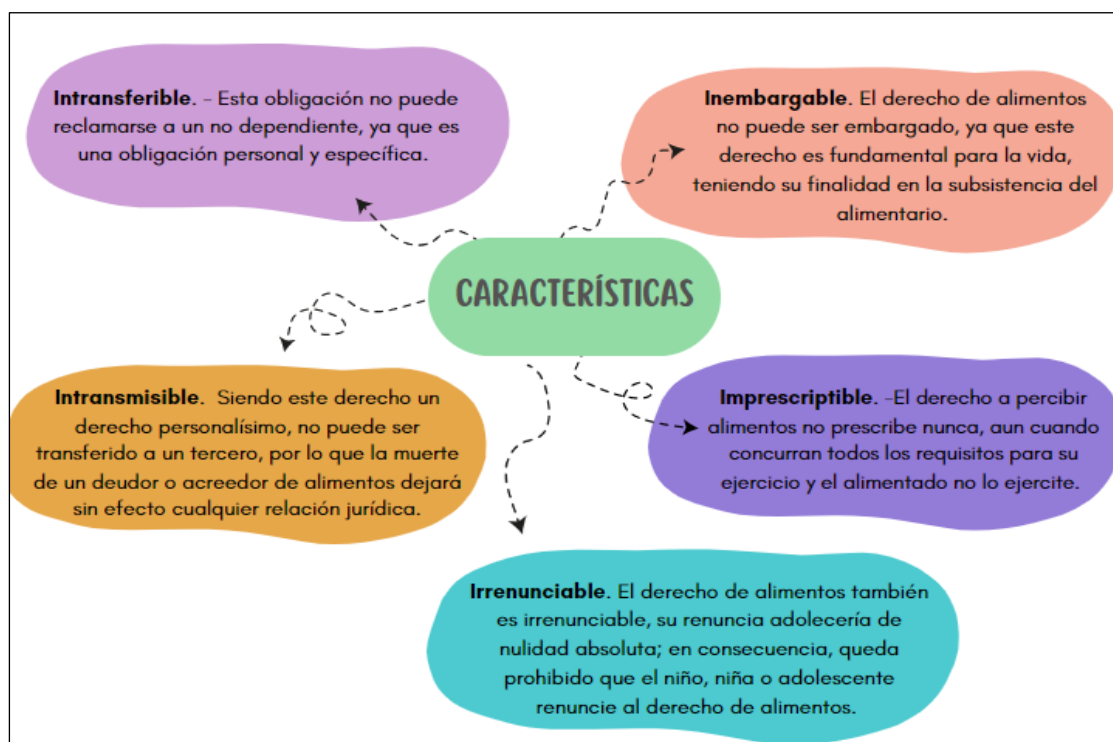 Intransferible. - Esta obligación no puede
reclamarse a un no dependiente, ya que es
una obligación personal y específica.
Inembargable. El derecho de alimentos
no puede ser embargado, ya que este
derecho es fundamental para la vida,
teniendo su finalidad en la subsistencia del
alimentario.
CARACTERÍSTICAS
Intransmisible. Siendo este derecho un
derecho personalísimo, no puede ser
transferido a un tercero, por lo que la muerte
de un deudor o acreedor de alimentos dejará
sin efecto cualquier relación jurídica.
Imprescriptible. -El derecho a percibir
alimentos no prescribe nunca, aun cuando
concurran todos los requisitos para su
ejercicio y el alimentado no lo ejercite.
Irrenunciable. El derecho de alimentos también
es irrenunciable, su renuncia adolecería de
nulidad absoluta; en consecuencia, queda
prohibido que el niño, niña o adolescente
renuncie al derecho de alimentos.